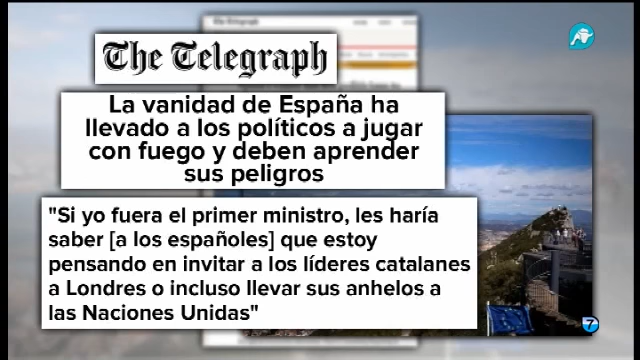 The Telegraph
La vanidad de España ha
llevado a los políticos a jugar
con fuego y deben aprender
sus peligros
"Si yo fuera el primer ministro, les haría
saber [a los españoles] que estoy
pensando en invitar a los líderes catalanes
a Londres o incluso llevar sus anhelos a
las Naciones Unidas"
7